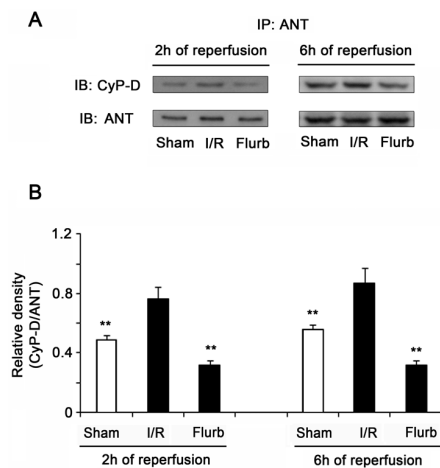 A
IP: ANT
2h of reperfusion 6h of reperfusion
IB: CyP-D
IB: ANT
Sham I/R Flurb Sham I/R Flurb
B
Relative density
(CyP-D/ANT)
1.2
0.8
0.4
0
** ** ** **
Sham I/R Flurb Sham I/R Flurb
2h of reperfusion 6h of reperfusion